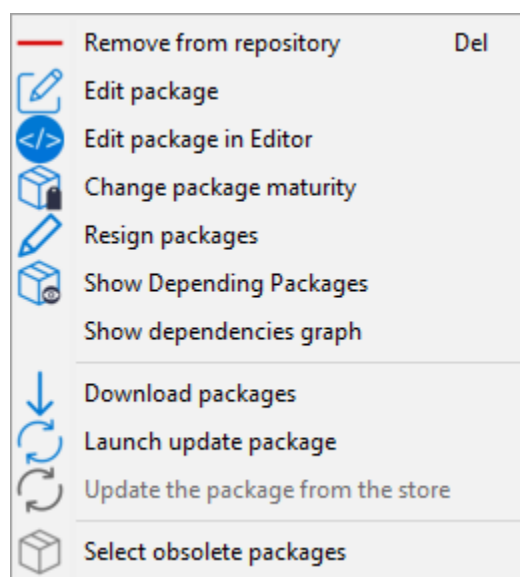 Remove from repository Del
Edit package
</> Edit package in Editor
Change package maturity
Resign packages
Show Depending Packages
Show dependencies graph
Download packages
Launch update package
Update the package from the store
Select obsolete packages